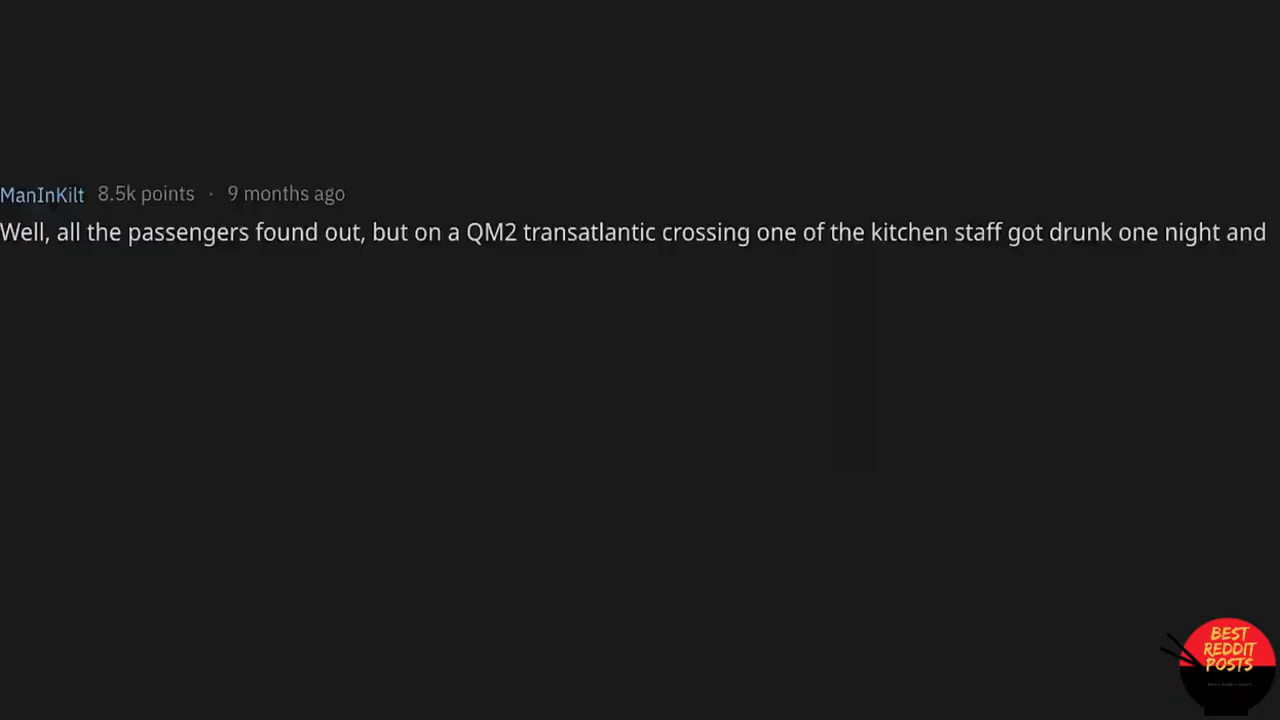 ManInKilt 8.5k points · 9 months ago
Well, all the passengers found out, but on a QM2 transatlantic crossing one of the kitchen staff got drunk one night and
BEST
REDDIT
POSTS